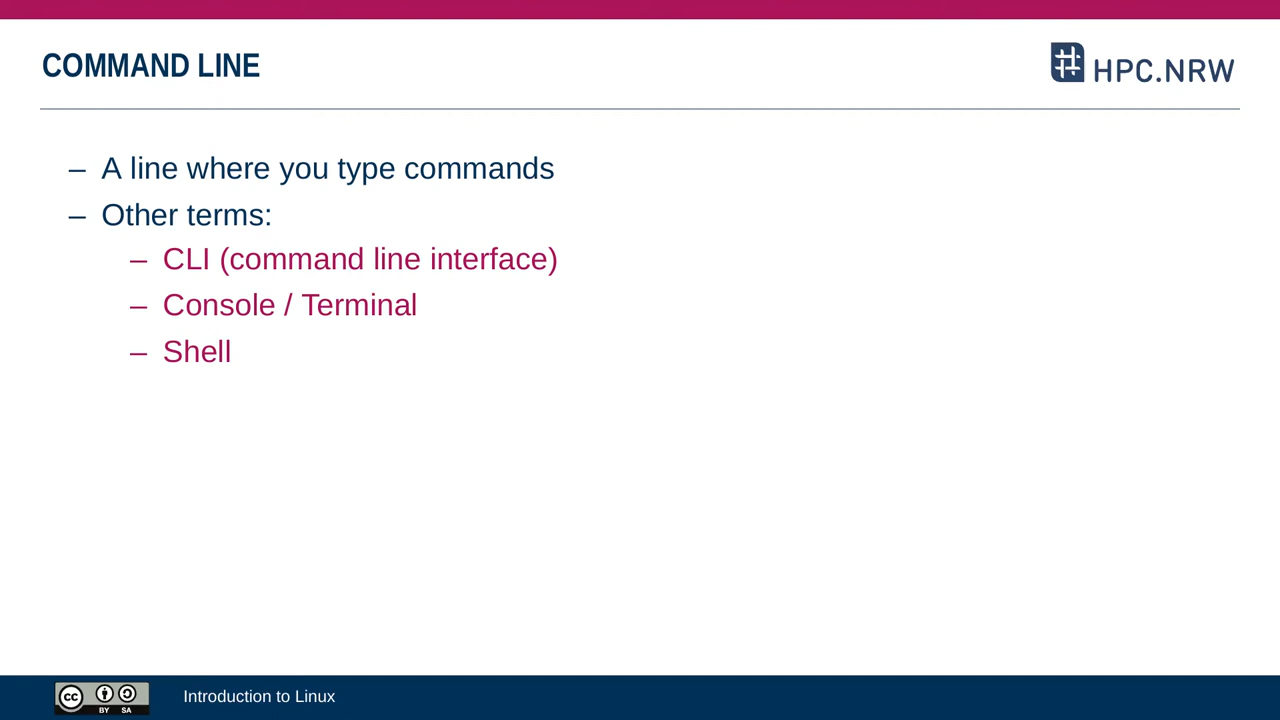 COMMAND LINE
HPC.NRW
– A line where you type commands
– Other terms:
– CLI (command line interface)
– Console / Terminal
– Shell
cc
BY SA
Introduction to Linux